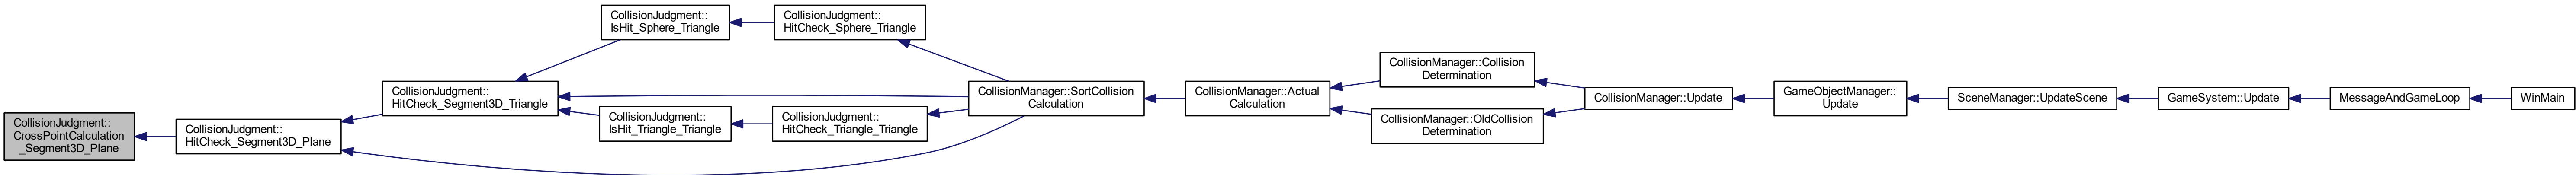 CollisionJudgment::
CrossPointCalculation
_Segment3D_Plane
CollisionJudgment::
HitCheck_Segment3D_Plane
CollisionJudgment::
HitCheck_Segment3D_Triangle
CollisionJudgment::
IsHit_Sphere_Triangle
CollisionJudgment::
HitCheck_Sphere_Triangle
CollisionJudgment::
IsHit_Triangle_Triangle
CollisionJudgment::
HitCheck_Triangle_Triangle
CollisionManager::SortCollision
Calculation
CollisionManager::Actual
Calculation
CollisionManager::Collision
Determination
CollisionManager::OldCollision
Determination
CollisionManager::Update
GameObjectManager::
Update
SceneManager::UpdateScene
GameSystem::Update
MessageAndGameLoop
WinMain